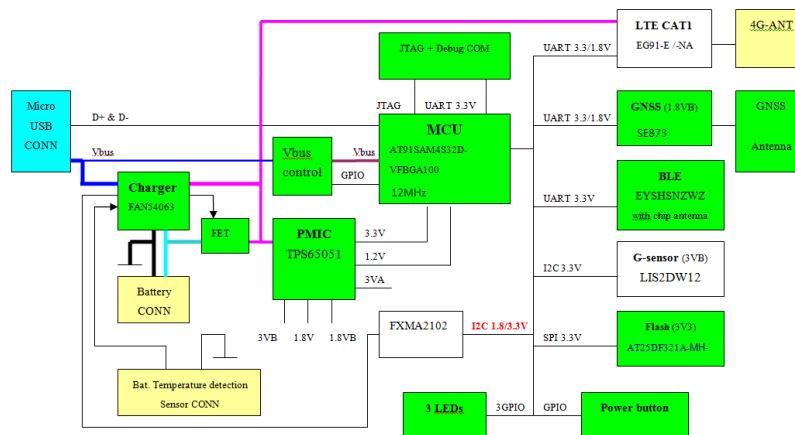 LTE CAT1
EG91-E /-NA
4G-ANT
UART 3.3/1.8V
JTAG + Debug COM
Micro
USB
CONN
D+ & D-
JTAG
UART 3.3V
MCU
AT91SAM4S32D-
VFBGA100
12MHz
UART 3.3/1.8V
GNSS (1.8VB)
SE873
GNSS
Antenna
Vbus
Vbus
control
Vbus
GPIO
BLE
EYSHSNZWZ
with chip antenna
UART 3.3V
Charger
FAN54063
FET
PMIC
TPS65051
3.3V
1.2V
3VA
3VB
1.8V
1.8VB
I2C 3.3V
G-sensor (3VB)
LIS2DW12
Battery
CONN
FXMA2102
I2C 1.8/3.3V
SPI 3.3V
Flash (3V3)
AT25DF321A-MH-
Bat. Temperature detection
Sensor CONN
3 LEDs
3GPIO
GPIO
Power button